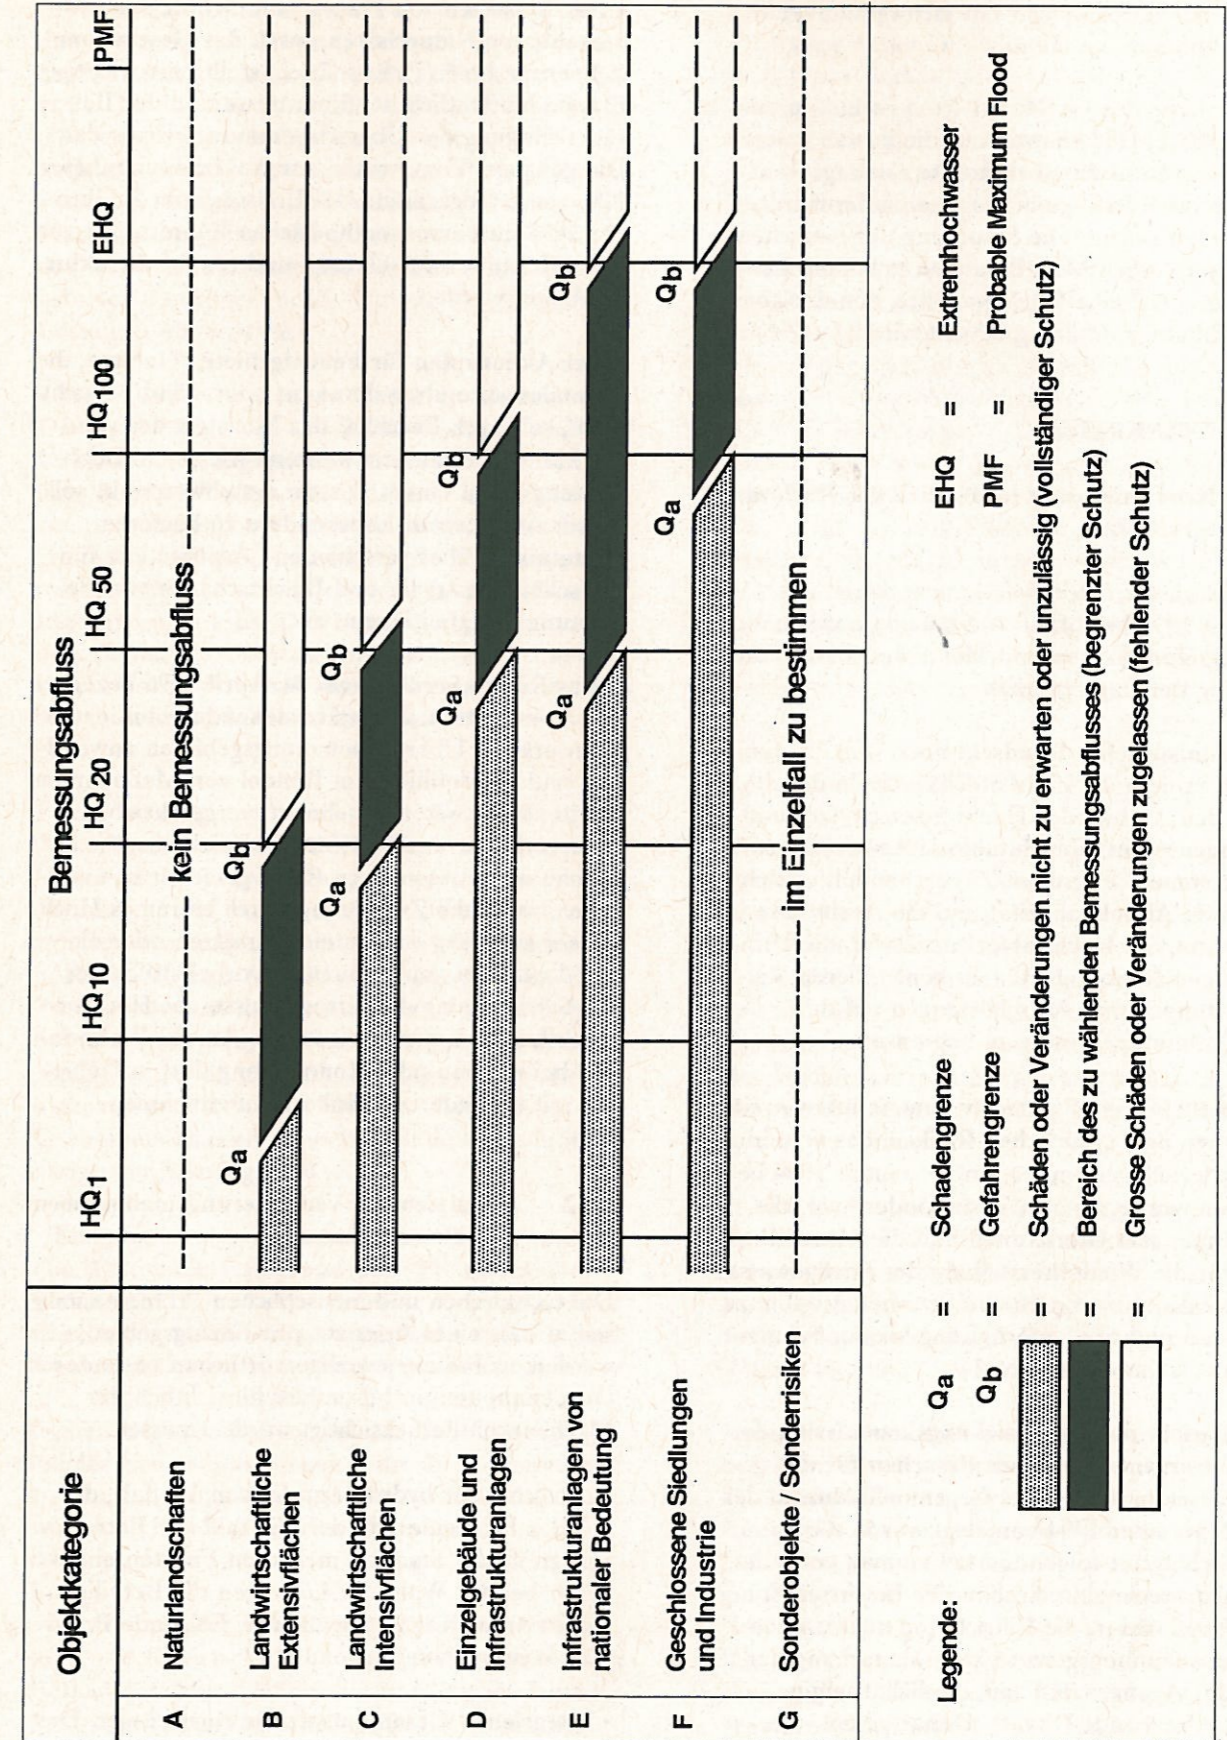 Objektkategorie
Bemessungsabfluss
HQ1 HQ10 HQ20 HQ 50 HQ100 EHQ PMF
A Naturlandschaften kein Bemessungsabfluss
B Landwirtschaftliche
Extensivflächen
Qa Qb
C Landwirtschaftliche
Intensivflächen
Qa Qb
D Einzelgebäude und
Infrastrukturanlagen
Qa Qb
E Infrastrukturanlagen von
nationaler Bedeutung
Qa Qb
F Geschlossene Siedlungen
und Industrie
Qa Qb
G Sonderobjekte / Sonderrisiken im Einzelfall zu bestimmen
Legende: Qa = Schadengrenze EHQ = Extremhochwasser
Qb = Gefahrengrenze PMF = Probable Maximum Flood
= Schäden oder Veränderungen nicht zu erwarten oder unzulässig (vollständiger Schutz)
= Bereich des zu wählenden Bemessungsabflusses (begrenzter Schutz)
= Grosse Schäden oder Veränderungen zugelassen (fehlender Schutz)